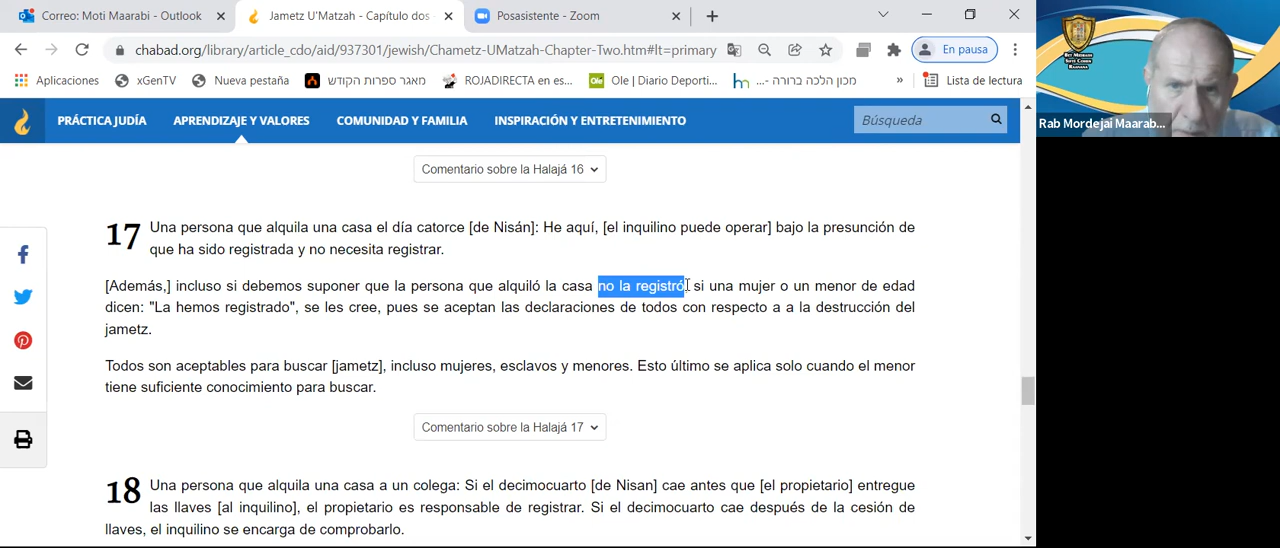 Correo: Moti Maarabi - Outlook
Jametz U'Matzah - Capítulo dos
Posasistente - Zoom
chabad.org/library/article_cdo/aid/937301/jewish/Chametz-UMatzah-Chapter-Two.htm#lt=primary
En pausa
Aplicaciones
xGenTV
Nueva pestaña
מאגר ספרות הקודש
ROJADIRECTA en es...
Ole | Diario Deporti...
מכון הלכה ברורה -...
»
Lista de lectura
PRÁCTICA JUDÍA
APRENDIZAJE Y VALORES
COMUNIDAD Y FAMILIA
INSPIRACIÓN Y ENTRETENIMIENTO
Búsqueda
Rab Mordejai Maarab...
Comentario sobre la Halajá 16
17 Una persona que alquila una casa el día catorce [de Nisán]: He aquí, [el inquilino puede operar] bajo la presunción de
que ha sido registrada y no necesita registrar.
[Además,] incluso si debemos suponer que la persona que alquiló la casa no la registró, si una mujer o un menor de edad
dicen: "La hemos registrado", se les cree, pues se aceptan las declaraciones de todos con respecto a a la destrucción del
jametz.
Todos son aceptables para buscar [jametz], incluso mujeres, esclavos y menores. Esto último se aplica solo cuando el menor
tiene suficiente conocimiento para buscar.
Comentario sobre la Halajá 17
18 Una persona que alquila una casa a un colega: Si el decimocuarto [de Nisan] cae antes que [el propietario] entregue
las llaves [al inquilino], el propietario es responsable de registrar. Si el decimocuarto cae después de la cesión de
llaves, el inquilino se encarga de comprobarlo.